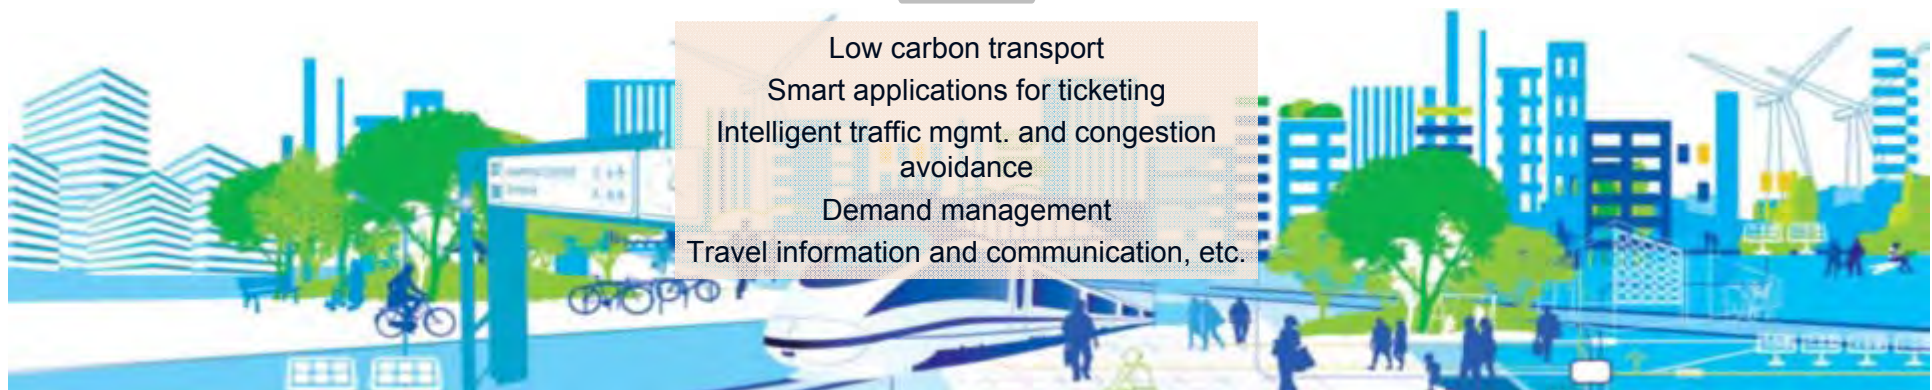 Low carbon transport
Smart applications for ticketing
Intelligent traffic mgmt. and congestion
avoidance
Demand management
Travel information and communication, etc.